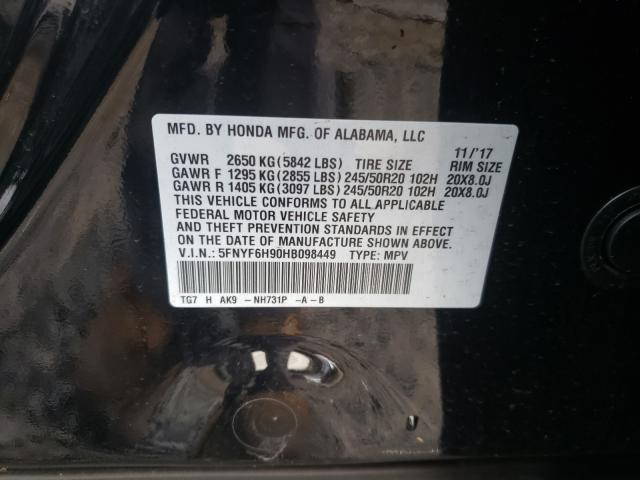 MFD. BY HONDA MFG. OF ALABAMA, LLC
11/'17
GVWR 2650 KG (5842 LBS) TIRE SIZE RIM SIZE
GAWR F 1295 KG (2855 LBS) 245/50R20 102H 20X8.0J
GAWR R 1405 KG (3097 LBS) 245/50R20 102H 20X8.0J
THIS VEHICLE CONFORMS TO ALL APPLICABLE
FEDERAL MOTOR VEHICLE SAFETY
AND THEFT PREVENTION STANDARDS IN EFFECT
ON THE DATE OF MANUFACTURE SHOWN ABOVE.
V.I.N.: 5FNYF6H90HB098449 TYPE: MPV
TG7 H AK9 - NH731P -A-B